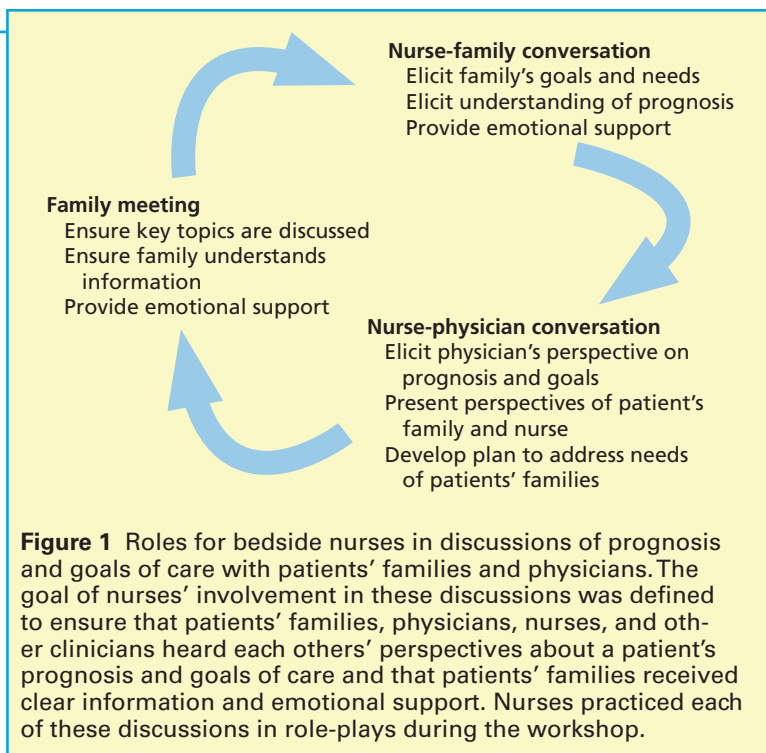 Nurse-family conversation
Elicit family's goals and needs
Elicit understanding of prognosis
Provide emotional support
Family meeting
Ensure key topics are discussed
Ensure family understands
information
Provide emotional support
Nurse-physician conversation
Elicit physician's perspective on
prognosis and goals
Present perspectives of patient's
family and nurse
Develop plan to address needs
of patients' families
Figure 1 Roles for bedside nurses in discussions of prognosis
and goals of care with patients' families and physicians. The
goal of nurses' involvement in these discussions was defined
to ensure that patients' families, physicians, nurses, and oth-
er clinicians heard each others' perspectives about a patient's
prognosis and goals of care and that patients' families received
clear information and emotional support. Nurses practiced each
of these discussions in role-plays during the workshop.